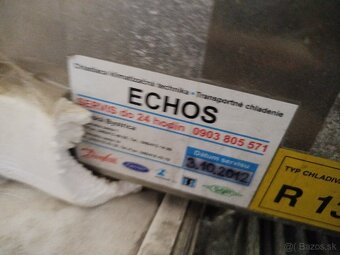 Chladiaca klimatizačná technika • Transportné chladenie
ECHOS
SERVIS do 24 hodín 0903 805 571
Dátum servisu
3.10.2012
Danfoss
TYP CHLADIV
R 13
Bazos.sk